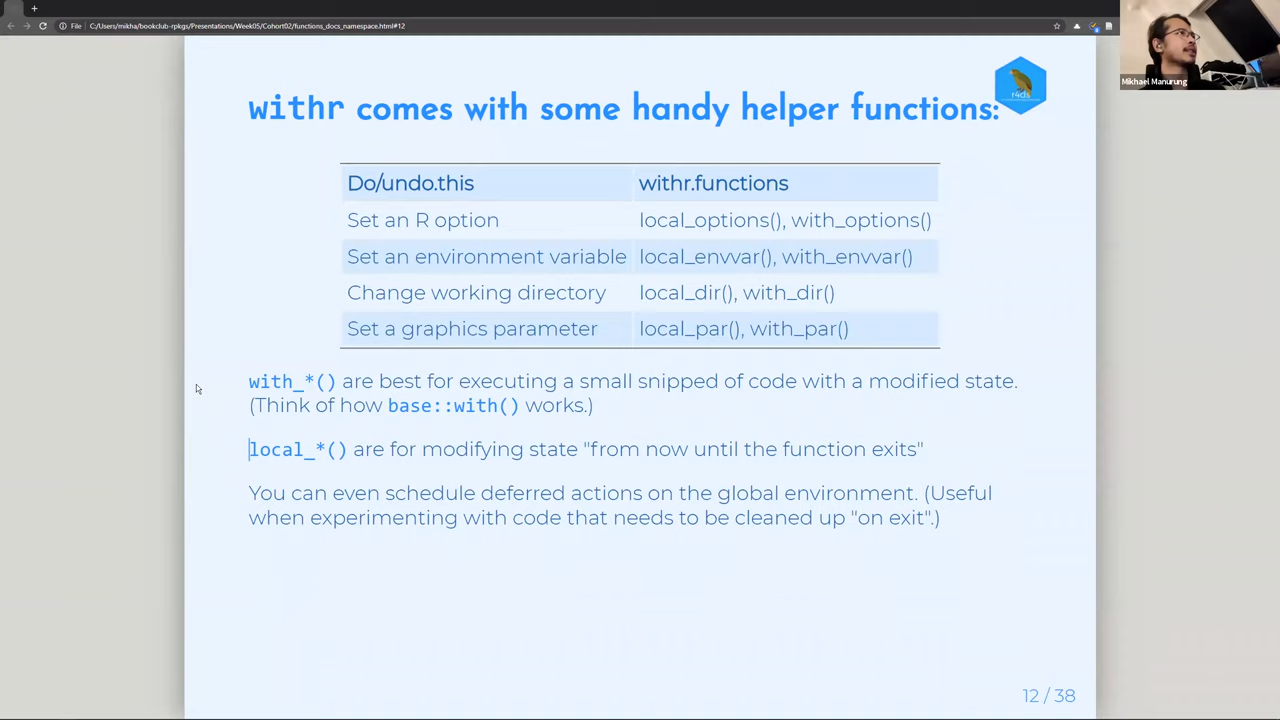 File
C:/Users/mikha/bookclub-rpkgs/Presentations/Week05/Cohort02/functions_docs_namespace.html#12
Mikhael Manurung
withr comes with some handy helper functions:
r4ds
Do/undo.this withr.functions
Set an R option local_options(), with_options()
Set an environment variable local_envvar(), with_envvar()
Change working directory local_dir(), with_dir()
Set a graphics parameter local_par(), with_par()
with_*() are best for executing a small snipped of code with a modified state.
(Think of how base::with() works.)
local_*() are for modifying state "from now until the function exits"
You can even schedule deferred actions on the global environment. (Useful
when experimenting with code that needs to be cleaned up "on exit".)
12 / 38